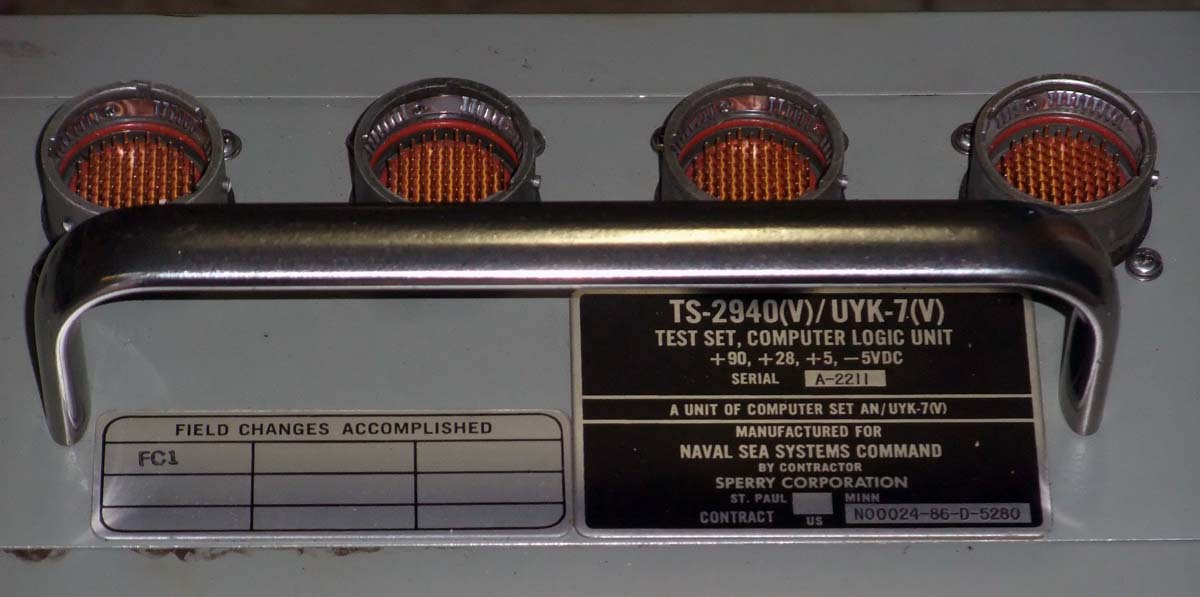 TS-2940(V)/UYK-7(V)
TEST SET, COMPUTER LOGIC UNIT
+90, +28, +5, −5VDC
SERIAL A-2211
A UNIT OF COMPUTER SET AN/UYK-7(V)
MANUFACTURED FOR
NAVAL SEA SYSTEMS COMMAND
BY CONTRACTOR
SPERRY CORPORATION
ST. PAUL MINN
CONTRACT US N00024-86-D-5280
FIELD CHANGES ACCOMPLISHED
FC1